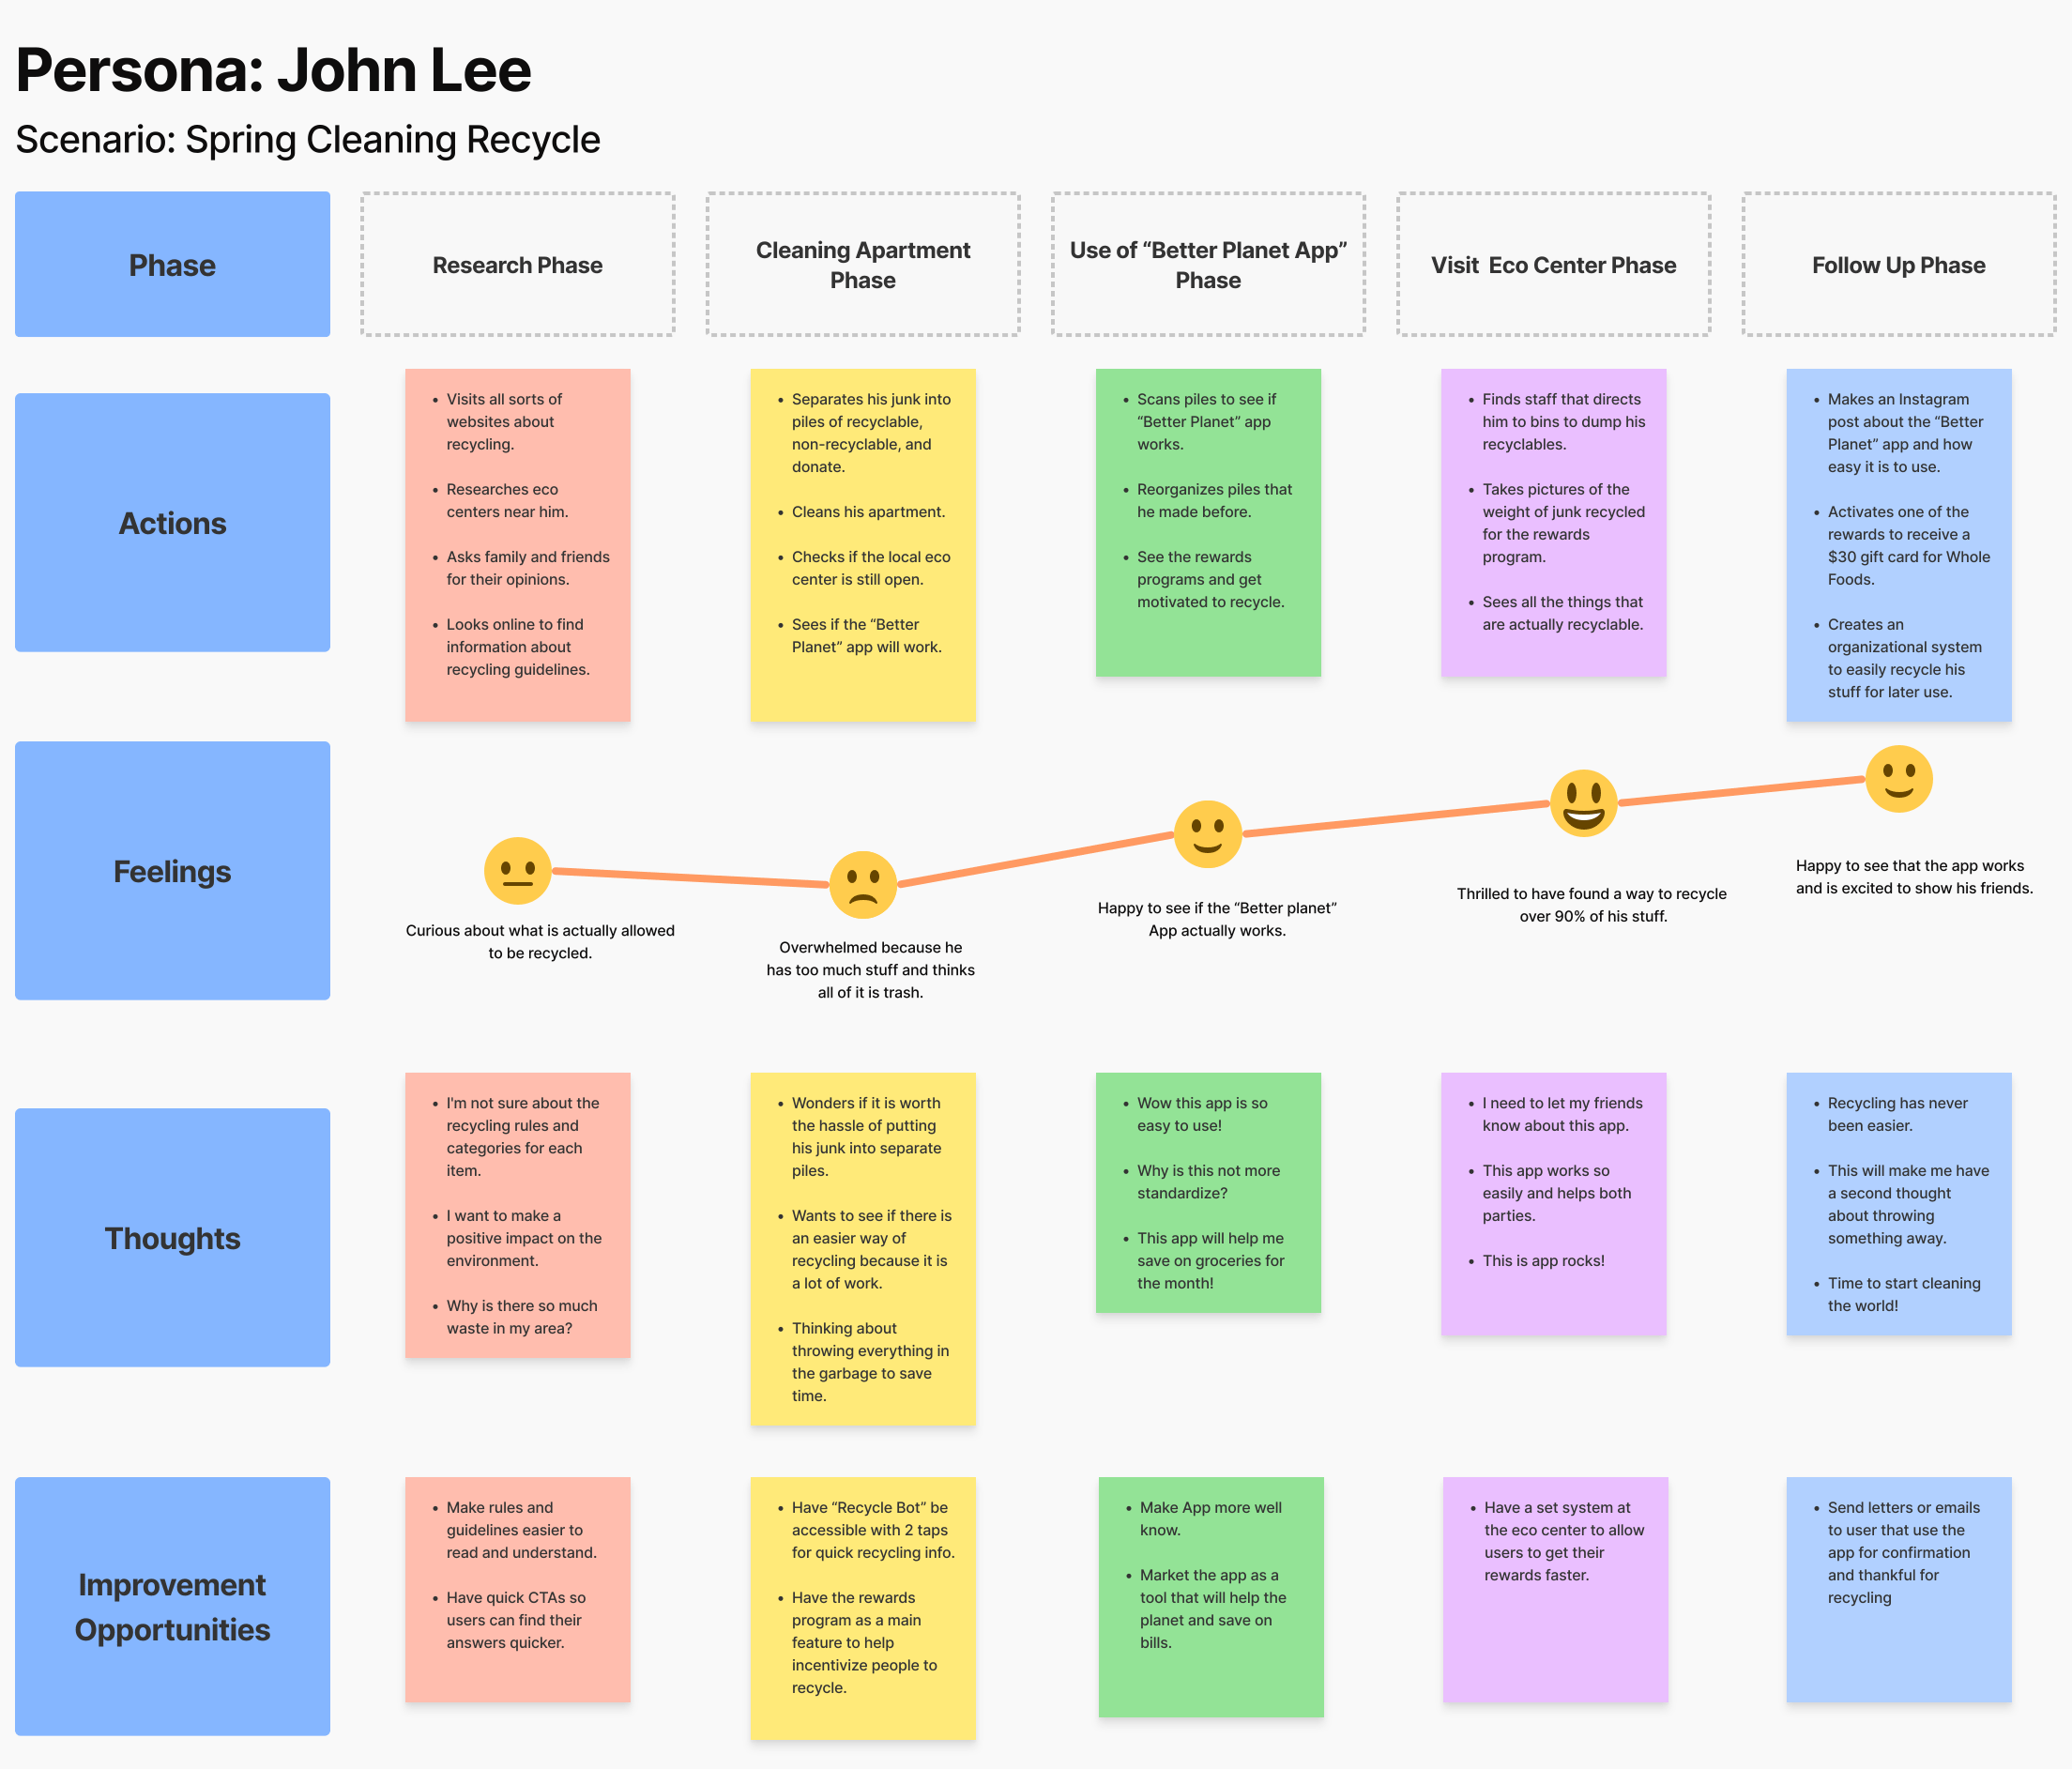 Persona: John Lee
Scenario: Spring Cleaning Recycle
Phase
Research Phase
Cleaning Apartment
Phase
Use of “Better Planet App”
Phase
Visit Eco Center Phase
Follow Up Phase
Actions
• Visits all sorts of
websites about
recycling.
• Researches eco
centers near him.
• Asks family and friends
for their opinions.
• Looks online to find
information about
recycling guidelines.
• Separates his junk into
piles of recyclable,
non-recyclable, and
donate.
• Cleans his apartment.
• Checks if the local eco
center is still open.
• Sees if the “Better
Planet” app will work.
• Scans piles to see if
“Better Planet” app
works.
• Reorganizes piles that
he made before.
• See the rewards
programs and get
motivated to recycle.
• Finds staff that directs
him to bins to dump his
recyclables.
• Takes pictures of the
weight of junk recycled
for the rewards
program.
• Sees all the things that
are actually recyclable.
• Makes an Instagram
post about the “Better
Planet” app and how
easy it is to use.
• Activates one of the
rewards to receive a
$30 gift card for Whole
Foods.
• Creates an
organizational system
to easily recycle his
stuff for later use.
Feelings
Curious about what is actually allowed
to be recycled.
Overwhelmed because he
has too much stuff and thinks
all of it is trash.
Happy to see if the “Better planet”
App actually works.
Thrilled to have found a way to recycle
over 90% of his stuff.
Happy to see that the app works
and is excited to show his friends.
Thoughts
• I'm not sure about the
recycling rules and
categories for each
item.
• I want to make a
positive impact on the
environment.
• Why is there so much
waste in my area?
• Wonders if it is worth
the hassle of putting
his junk into separate
piles.
• Wants to see if there is
an easier way of
recycling because it is
a lot of work.
• Thinking about
throwing everything in
the garbage to save
time.
• Wow this app is so
easy to use!
• Why is this not more
standardize?
• This app will help me
save on groceries for
the month!
• I need to let my friends
know about this app.
• This app works so
easily and helps both
parties.
• This is app rocks!
• Recycling has never
been easier.
• This will make me have
a second thought
about throwing
something away.
• Time to start cleaning
the world!
Improvement
Opportunities
• Make rules and
guidelines easier to
read and understand.
• Have quick CTAs so
users can find their
answers quicker.
• Have “Recycle Bot” be
accessible with 2 taps
for quick recycling info.
• Have the rewards
program as a main
feature to help
incentivize people to
recycle.
• Make App more well
know.
• Market the app as a
tool that will help the
planet and save on
bills.
• Have a set system at
the eco center to allow
users to get their
rewards faster.
• Send letters or emails
to user that use the
app for confirmation
and thankful for
recycling